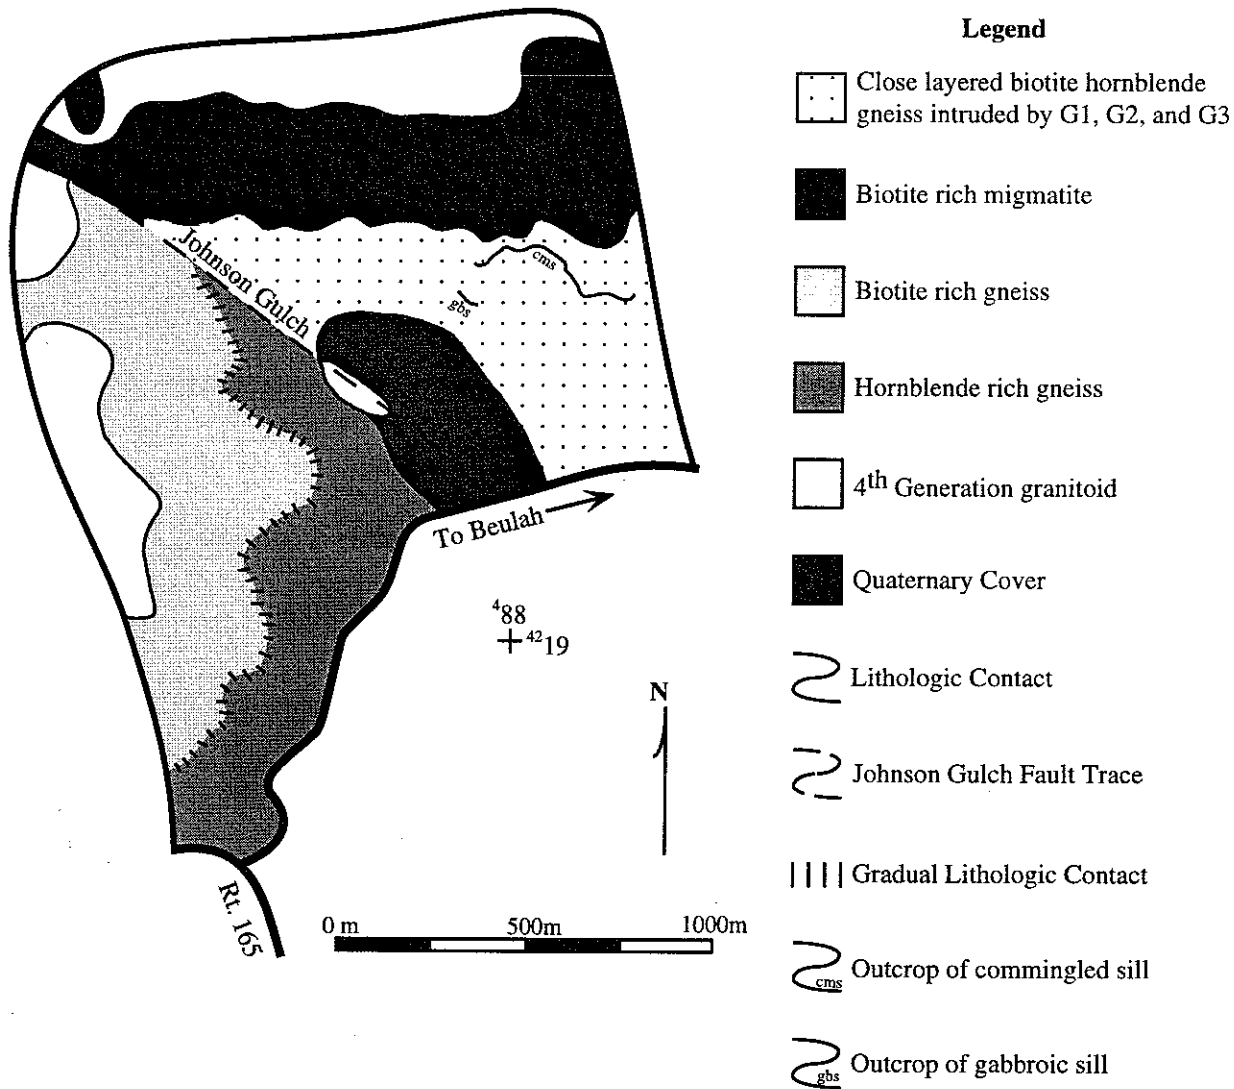 Legend
Close layered biotite hornblende
gneiss intruded by G1, G2, and G3
Biotite rich migmatite
Biotite rich gneiss
Hornblende rich gneiss
4th Generation granitoid
Quaternary Cover
Lithologic Contact
Johnson Gulch Fault Trace
Gradual Lithologic Contact
cms
Outcrop of commingled sill
gbs
Outcrop of gabbroic sill
Johnson Gulch
cms
gbs
To Beulah
488
4219
N
Rt. 165
0 m 500m 1000m